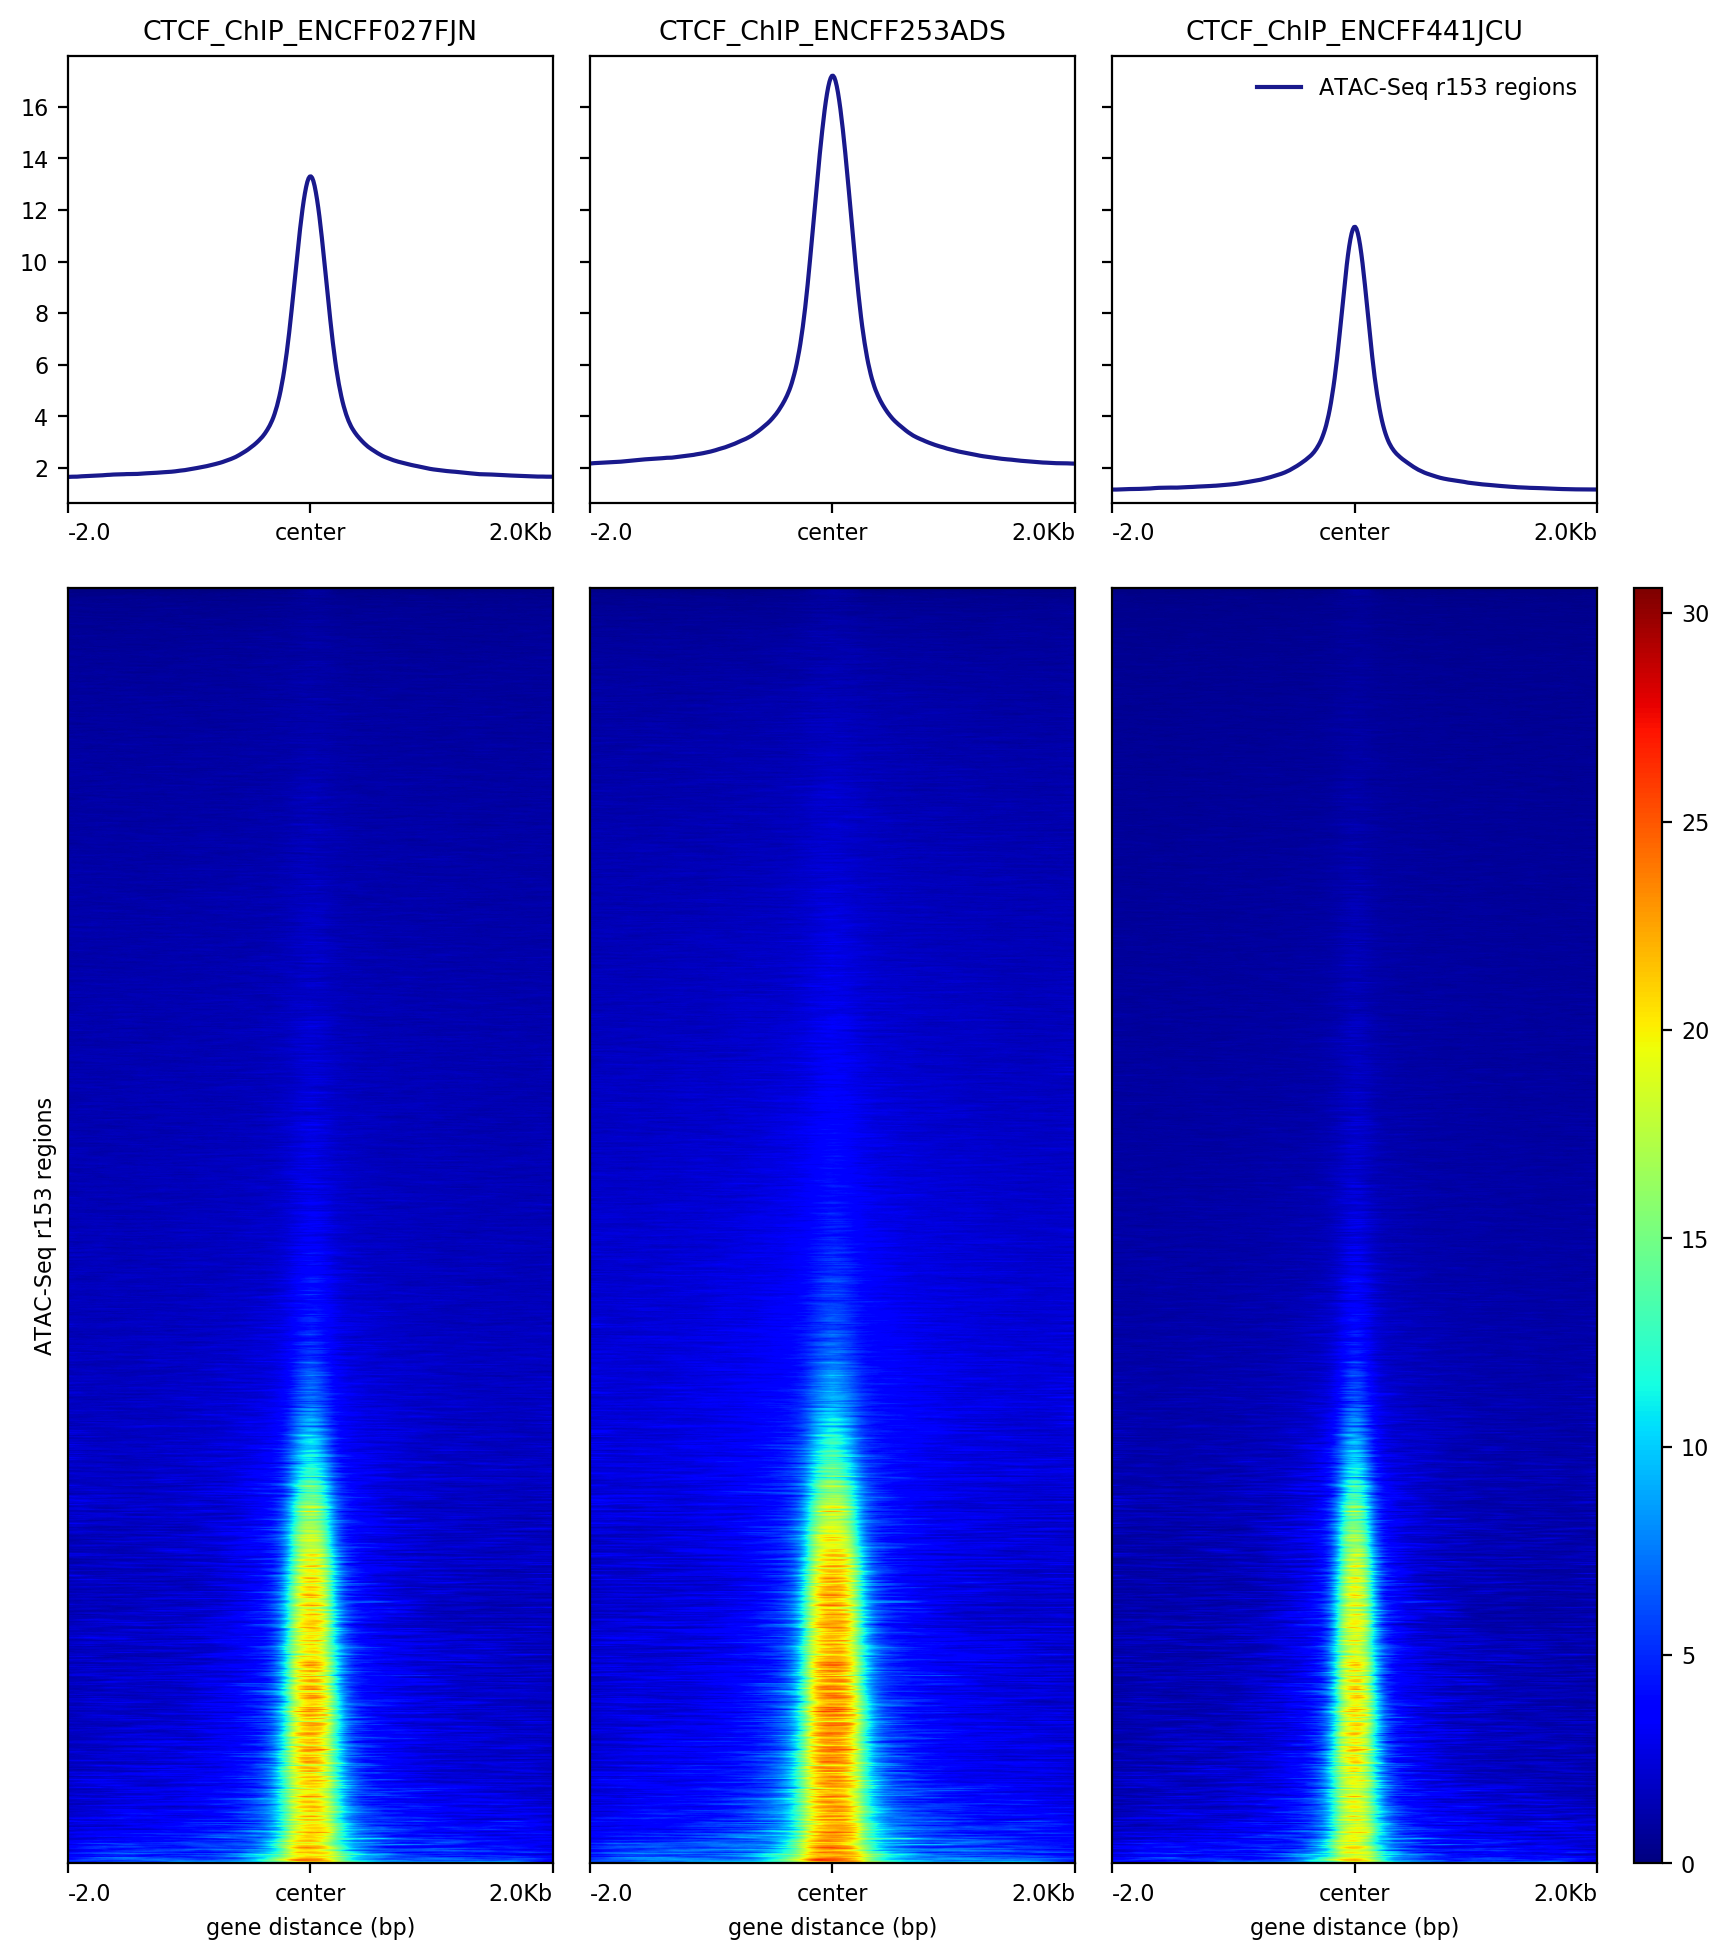 CTCF_ChIP_ENCFF027FJN
CTCF_ChIP_ENCFF253ADS
CTCF_ChIP_ENCFF441JCU
ATAC-Seq r153 regions
16
14
12
10
8
6
4
2
-2.0 center 2.0Kb
-2.0 center 2.0Kb
-2.0 center 2.0Kb
ATAC-Seq r153 regions
30
25
20
15
10
5
0
-2.0 center 2.0Kb
-2.0 center 2.0Kb
-2.0 center 2.0Kb
gene distance (bp)
gene distance (bp)
gene distance (bp)